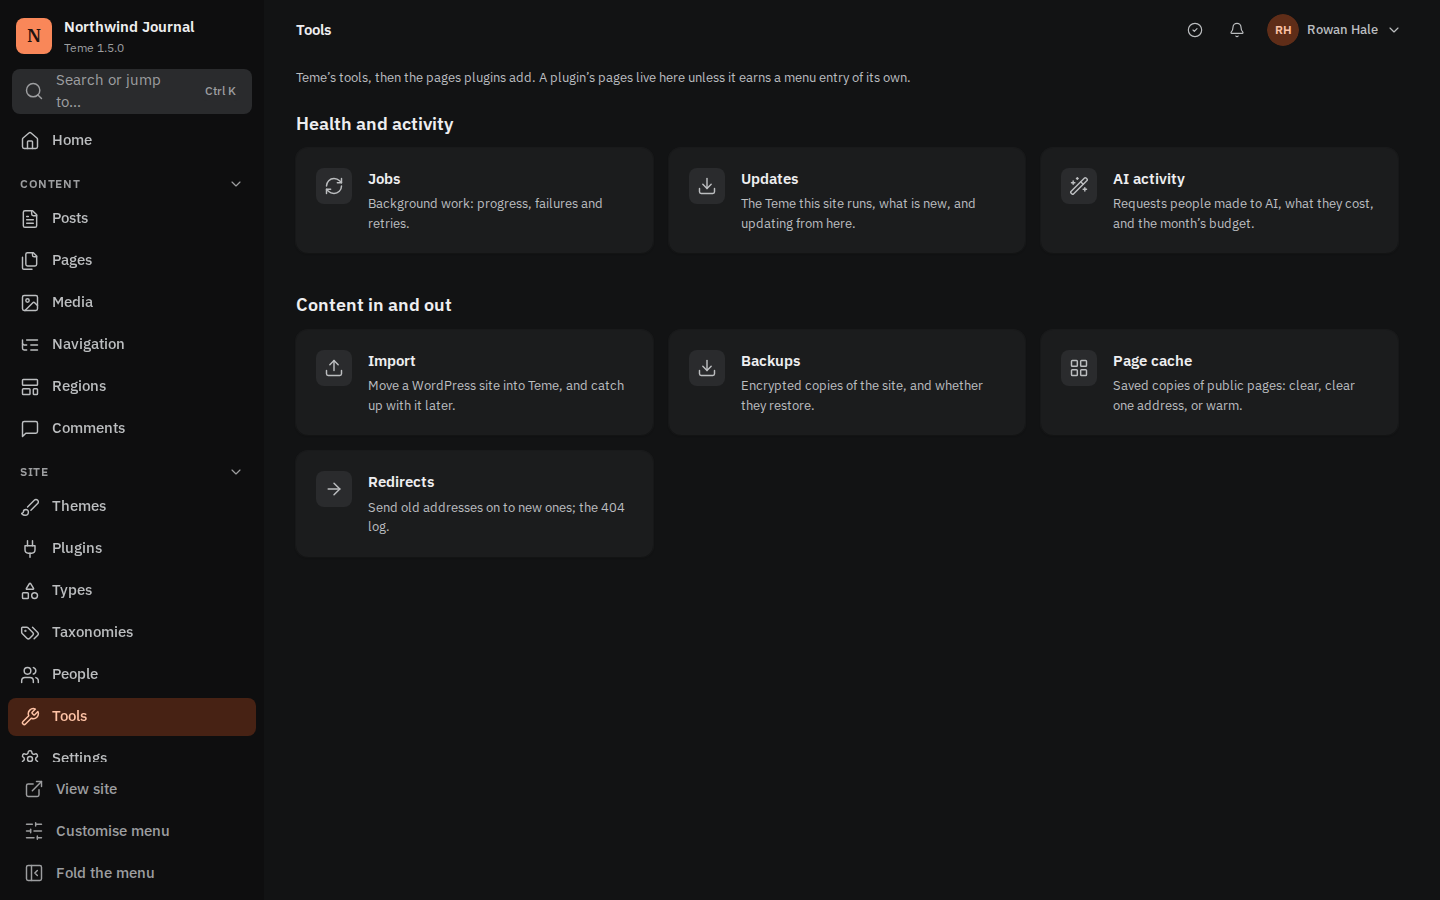 N
Northwind Journal
Teme 1.5.0
Search or jump
to...
Ctrl K
Home
CONTENT
Posts
Pages
Media
Navigation
Regions
Comments
SITE
Themes
Plugins
Types
Taxonomies
People
Tools
Settings
View site
Customise menu
Fold the menu
Tools
RH
Rowan Hale
Teme’s tools, then the pages plugins add. A plugin’s pages live here unless it earns a menu entry of its own.
Health and activity
Jobs
Background work: progress, failures and
retries.
Updates
The Teme this site runs, what is new, and
updating from here.
AI activity
Requests people made to AI, what they cost,
and the month’s budget.
Content in and out
Import
Move a WordPress site into Teme, and catch
up with it later.
Backups
Encrypted copies of the site, and whether
they restore.
Page cache
Saved copies of public pages: clear, clear
one address, or warm.
Redirects
Send old addresses on to new ones; the 404
log.